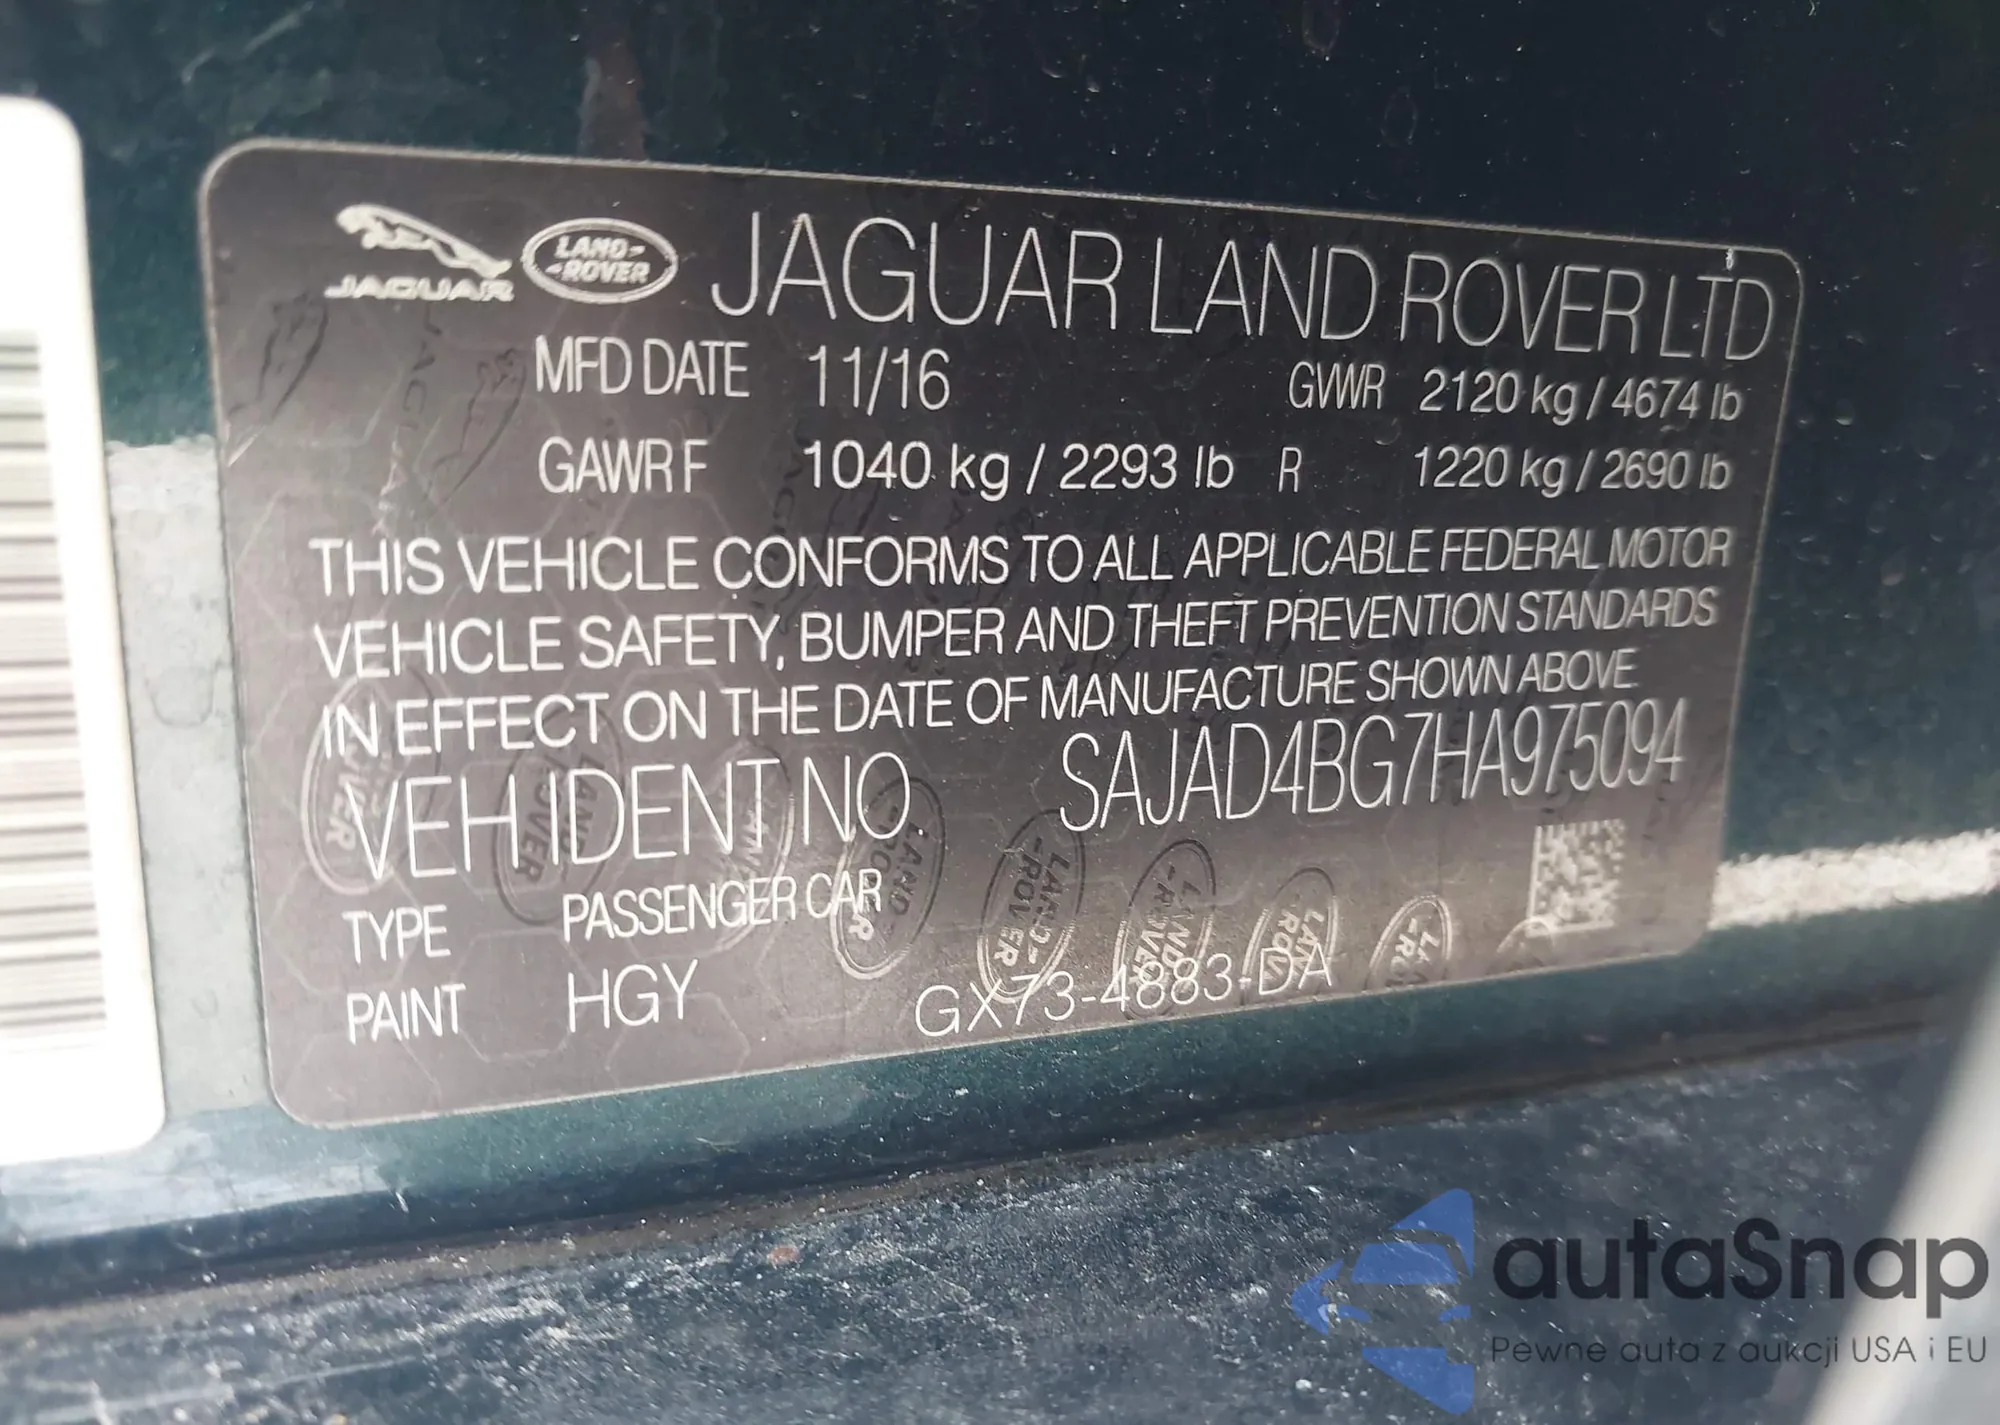 JAGUAR
LAND-
-ROVER
JAGUAR LAND ROVER LTD
MFD DATE 11/16 GVWR 2120 kg / 4674 lb
GAWR F 1040 kg / 2293 lb R 1220 kg / 2690 lb
THIS VEHICLE CONFORMS TO ALL APPLICABLE FEDERAL MOTOR
VEHICLE SAFETY, BUMPER AND THEFT PREVENTION STANDARDS
IN EFFECT ON THE DATE OF MANUFACTURE SHOWN ABOVE
VEH IDENT NO. SAJAD4BG7HA975094
TYPE PASSENGER CAR
PAINT HGY GX73-4883-DA
autaSnap
Pewne auta z aukcji USA i EU